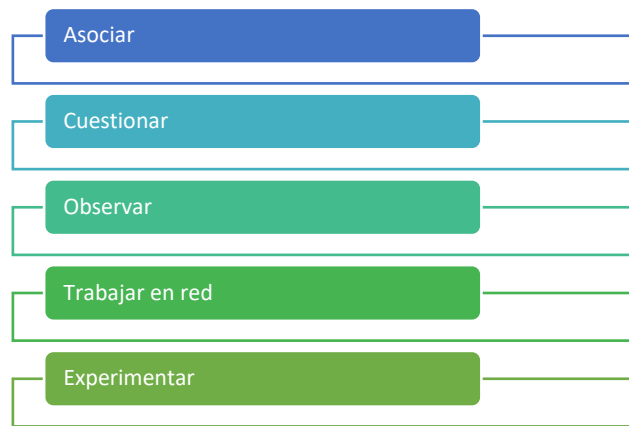 Asociar
Cuestionar
Observar
Trabajar en red
Experimentar